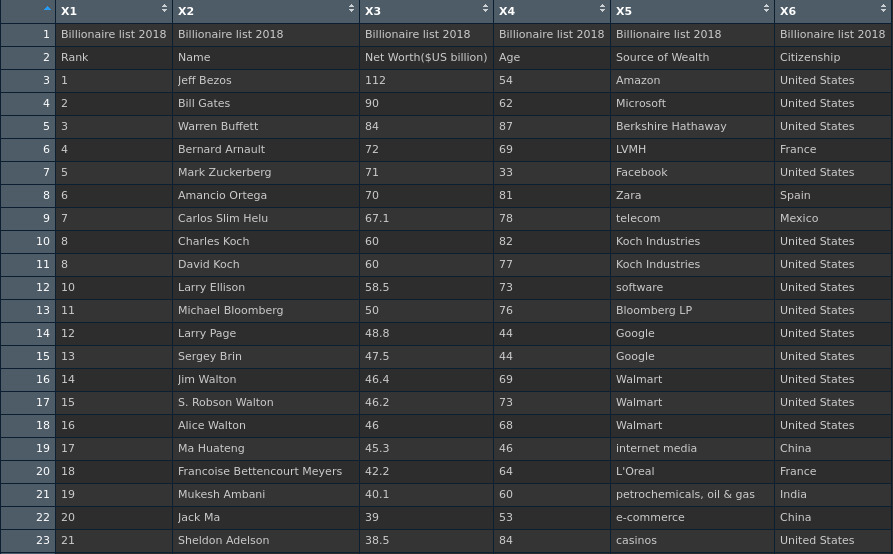 X1 X2 X3 X4 X5 X6
1 Billionaire list 2018 Billionaire list 2018 Billionaire list 2018 Billionaire list 2018 Billionaire list 2018 Billionaire list 2018
2 Rank Name Net Worth($US billion) Age Source of Wealth Citizenship
3 1 Jeff Bezos 112 54 Amazon United States
4 2 Bill Gates 90 62 Microsoft United States
5 3 Warren Buffett 84 87 Berkshire Hathaway United States
6 4 Bernard Arnault 72 69 LVMH France
7 5 Mark Zuckerberg 71 33 Facebook United States
8 6 Amancio Ortega 70 81 Zara Spain
9 7 Carlos Slim Helu 67.1 78 telecom Mexico
10 8 Charles Koch 60 82 Koch Industries United States
11 8 David Koch 60 77 Koch Industries United States
12 10 Larry Ellison 58.5 73 software United States
13 11 Michael Bloomberg 50 76 Bloomberg LP United States
14 12 Larry Page 48.8 44 Google United States
15 13 Sergey Brin 47.5 44 Google United States
16 14 Jim Walton 46.4 69 Walmart United States
17 15 S. Robson Walton 46.2 73 Walmart United States
18 16 Alice Walton 46 68 Walmart United States
19 17 Ma Huateng 45.3 46 internet media China
20 18 Francoise Bettencourt Meyers 42.2 64 L'Oreal France
21 19 Mukesh Ambani 40.1 60 petrochemicals, oil & gas India
22 20 Jack Ma 39 53 e-commerce China
23 21 Sheldon Adelson 38.5 84 casinos United States